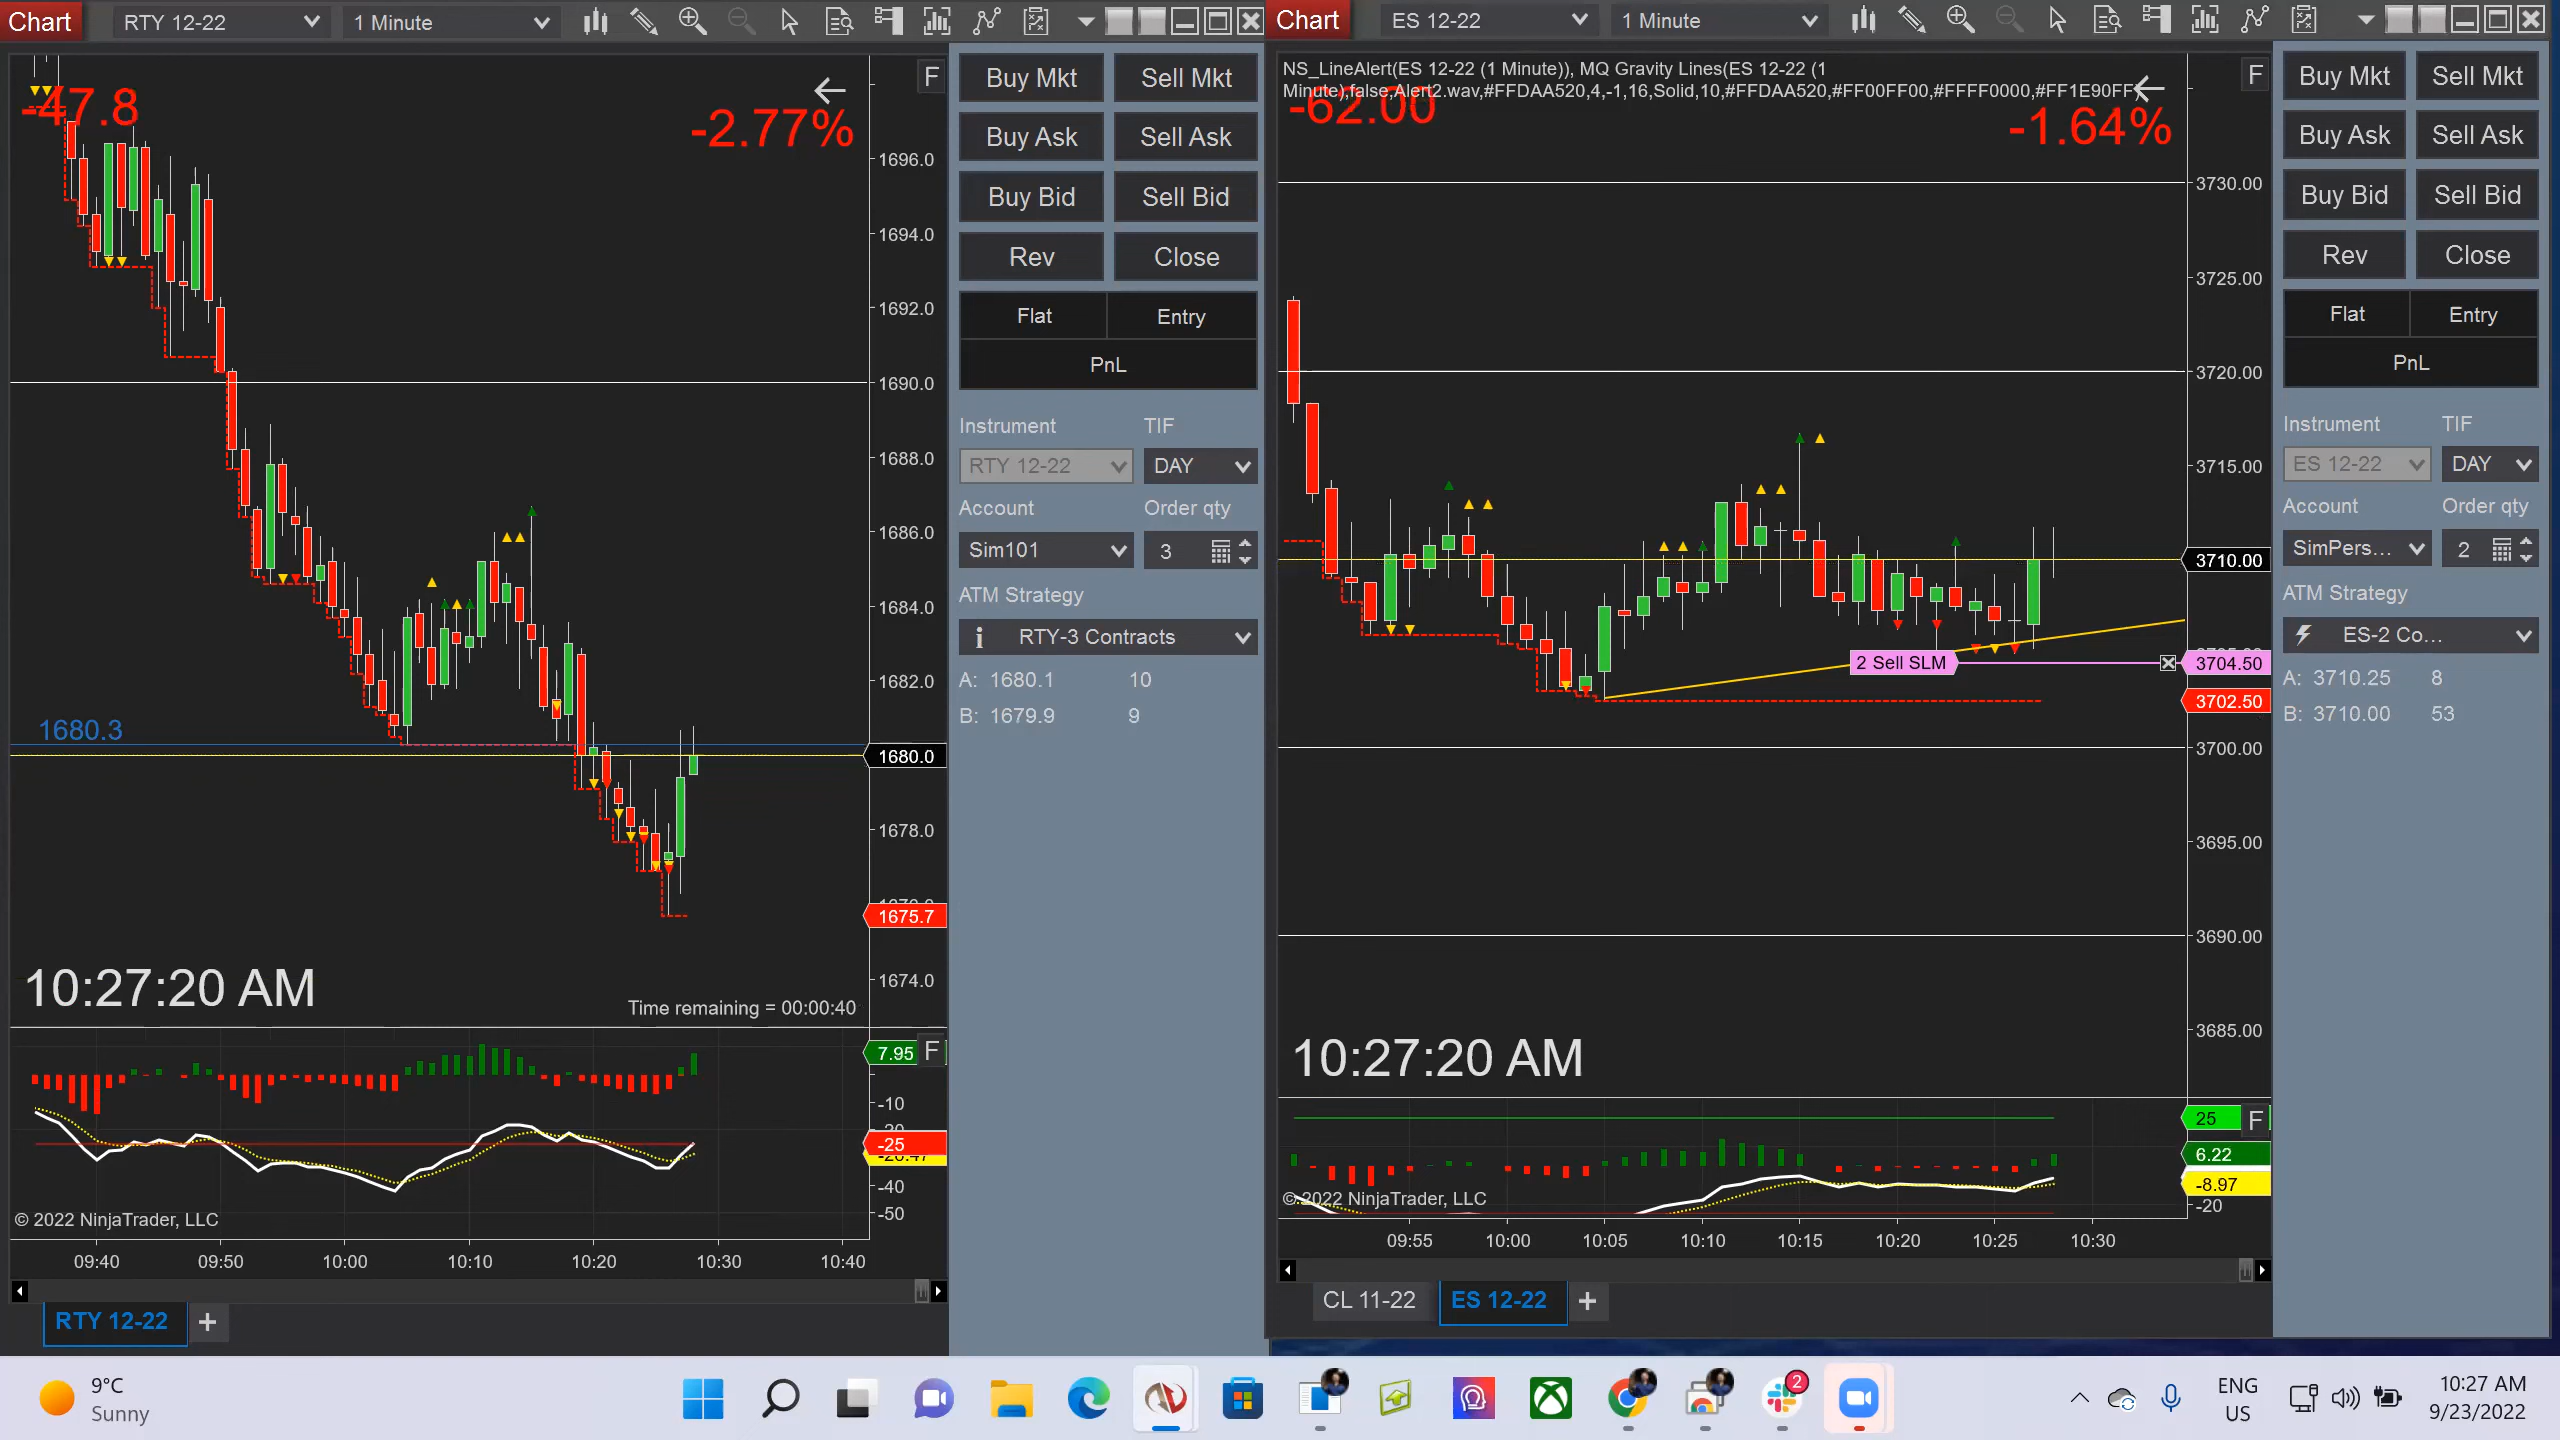 Chart RTY 12-22 1 Minute
-47.8
-2.77%
F
1696.0
1694.0
1692.0
1690.0
1688.0
1686.0
1684.0
1682.0
1680.3
1680.0
1678.0
1675.7
1674.0
10:27:20 AM
Time remaining = 00:00:40
7.95 F
-10
-25
-40
-50
© 2022 NinjaTrader, LLC
09:40 09:50 10:00 10:10 10:20 10:30 10:40
RTY 12-22 +
Buy Mkt Sell Mkt
Buy Ask Sell Ask
Buy Bid Sell Bid
Rev Close
Flat Entry
PnL
Instrument TIF
RTY 12-22 DAY
Account Order qty
Sim101 3
ATM Strategy
i RTY-3 Contracts
A: 1680.1 10
B: 1679.9 9
Chart ES 12-22 1 Minute
NS_LineAlert(ES 12-22 (1 Minute)), MQ Gravity Lines(ES 12-22 (1
Minute),false,Alert2.wav,#FFDAA520,4,-1,16,Solid,10,#FFDAA520,#FF00FF00,#FFFF0000,#FF1E90FF)
-62.00
-1.64%
F
3730.00
3725.00
3720.00
3715.00
3710.00
2 Sell SLM
3704.50
3702.50
3700.00
3695.00
3690.00
3685.00
10:27:20 AM
25 F
6.22
-8.97
-20
© 2022 NinjaTrader, LLC
09:55 10:00 10:05 10:10 10:15 10:20 10:25 10:30
CL 11-22 ES 12-22 +
Buy Mkt Sell Mkt
Buy Ask Sell Ask
Buy Bid Sell Bid
Rev Close
Flat Entry
PnL
Instrument TIF
ES 12-22 DAY
Account Order qty
SimPers... 2
ATM Strategy
ES-2 Co...
A: 3710.25 8
B: 3710.00 53
9°C
Sunny
2
ENG
US
10:27 AM
9/23/2022